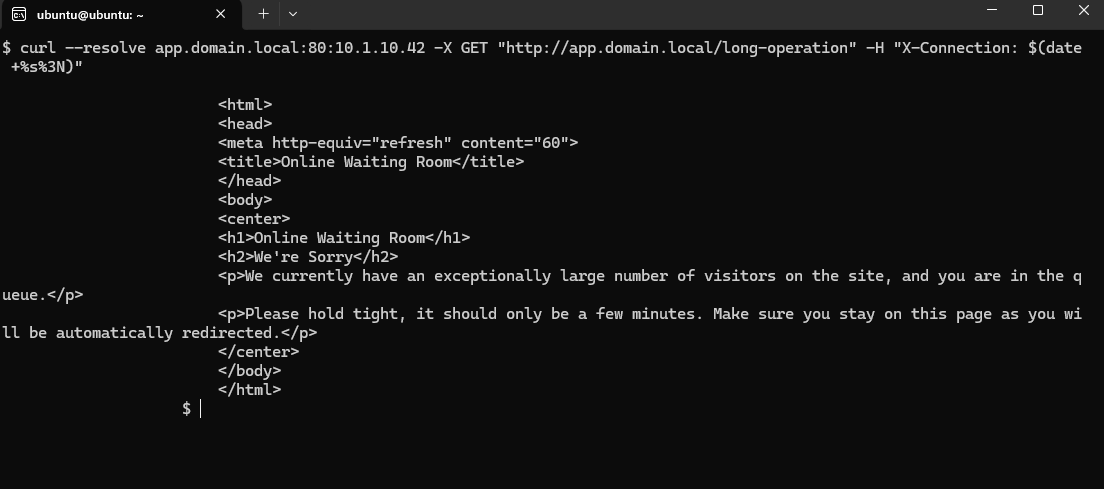 ubuntu@ubuntu: ~
$ curl --resolve app.domain.local:80:10.1.10.42 -X GET "http://app.domain.local/long-operation" -H "X-Connection: $(date
+%s%3N)"
<html>
<head>
<meta http-equiv="refresh" content="60">
<title>Online Waiting Room</title>
</head>
<body>
<center>
<h1>Online Waiting Room</h1>
<h2>We're Sorry</h2>
<p>We currently have an exceptionally large number of visitors on the site, and you are in the q
ueue.</p>
<p>Please hold tight, it should only be a few minutes. Make sure you stay on this page as you wi
ll be automatically redirected.</p>
</center>
</body>
</html>
$